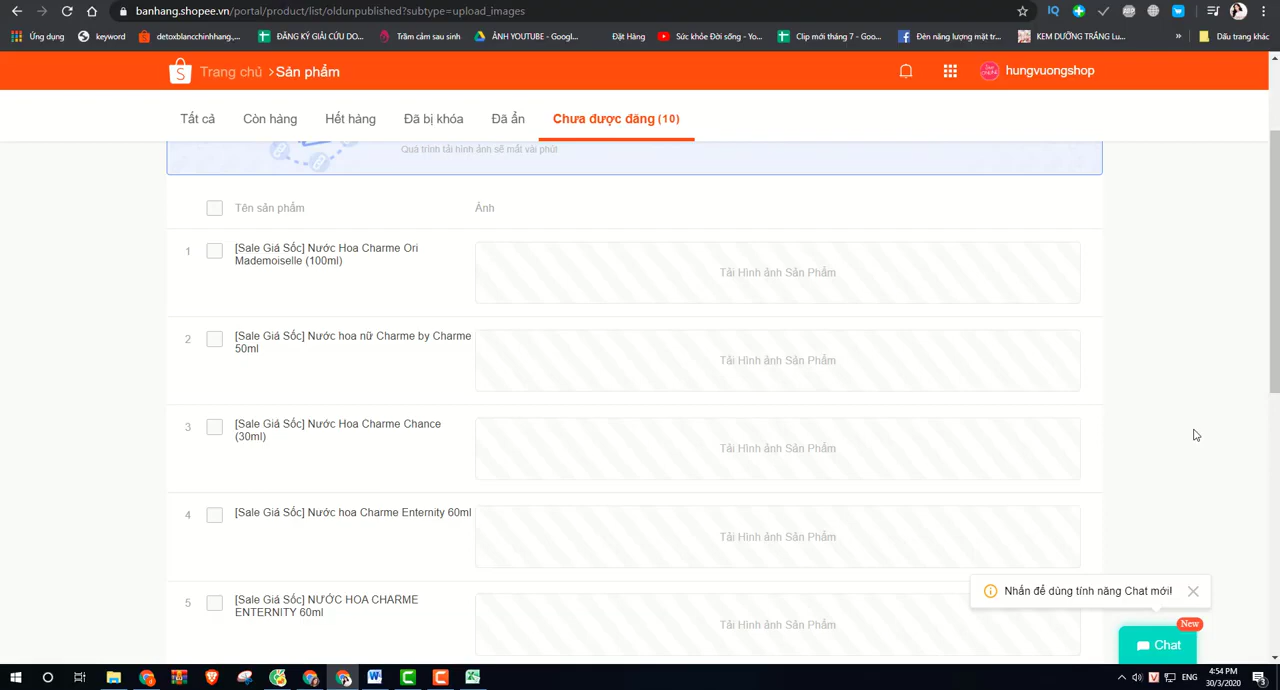 banhang.shopee.vn/portal/product/list/oldunpublished?subtype=upload_images
Ứng dụng
keyword
detoxblancchinhhang,...
ĐĂNG KÝ GIẢI CỨU DO...
Trầm cảm sau sinh
ẢNH YOUTUBE - Googl...
Đặt Hàng
Sức khỏe Đời sống - Yo...
Clip mới tháng 7 - Goo...
Đèn năng lượng mặt tr...
KEM DƯỠNG TRẮNG Lu...
»
Dấu trang khác
Trang chủ >Sản phẩm
hungvuongshop
Tất cả
Còn hàng
Hết hàng
Đã bị khóa
Đã ẩn
Chưa được đăng (10)
Quá trình tải hình ảnh sẽ mất vài phút
Tên sản phẩm
Ảnh
1
[Sale Giá Sốc] Nước Hoa Charme Ori
Mademoiselle (100ml)
Tải Hình ảnh Sản Phẩm
2
[Sale Giá Sốc] Nước hoa nữ Charme by Charme
50ml
Tải Hình ảnh Sản Phẩm
3
[Sale Giá Sốc] Nước Hoa Charme Chance
(30ml)
Tải Hình ảnh Sản Phẩm
4
[Sale Giá Sốc] Nước hoa Charme Enternity 60ml
Tải Hình ảnh Sản Phẩm
5
[Sale Giá Sốc] NƯỚC HOA CHARME
ENTERNITY 60ml
Tải Hình ảnh Sản Phẩm
Nhấn để dùng tính năng Chat mới!
New
Chat
ENG
4:54 PM
30/3/2020